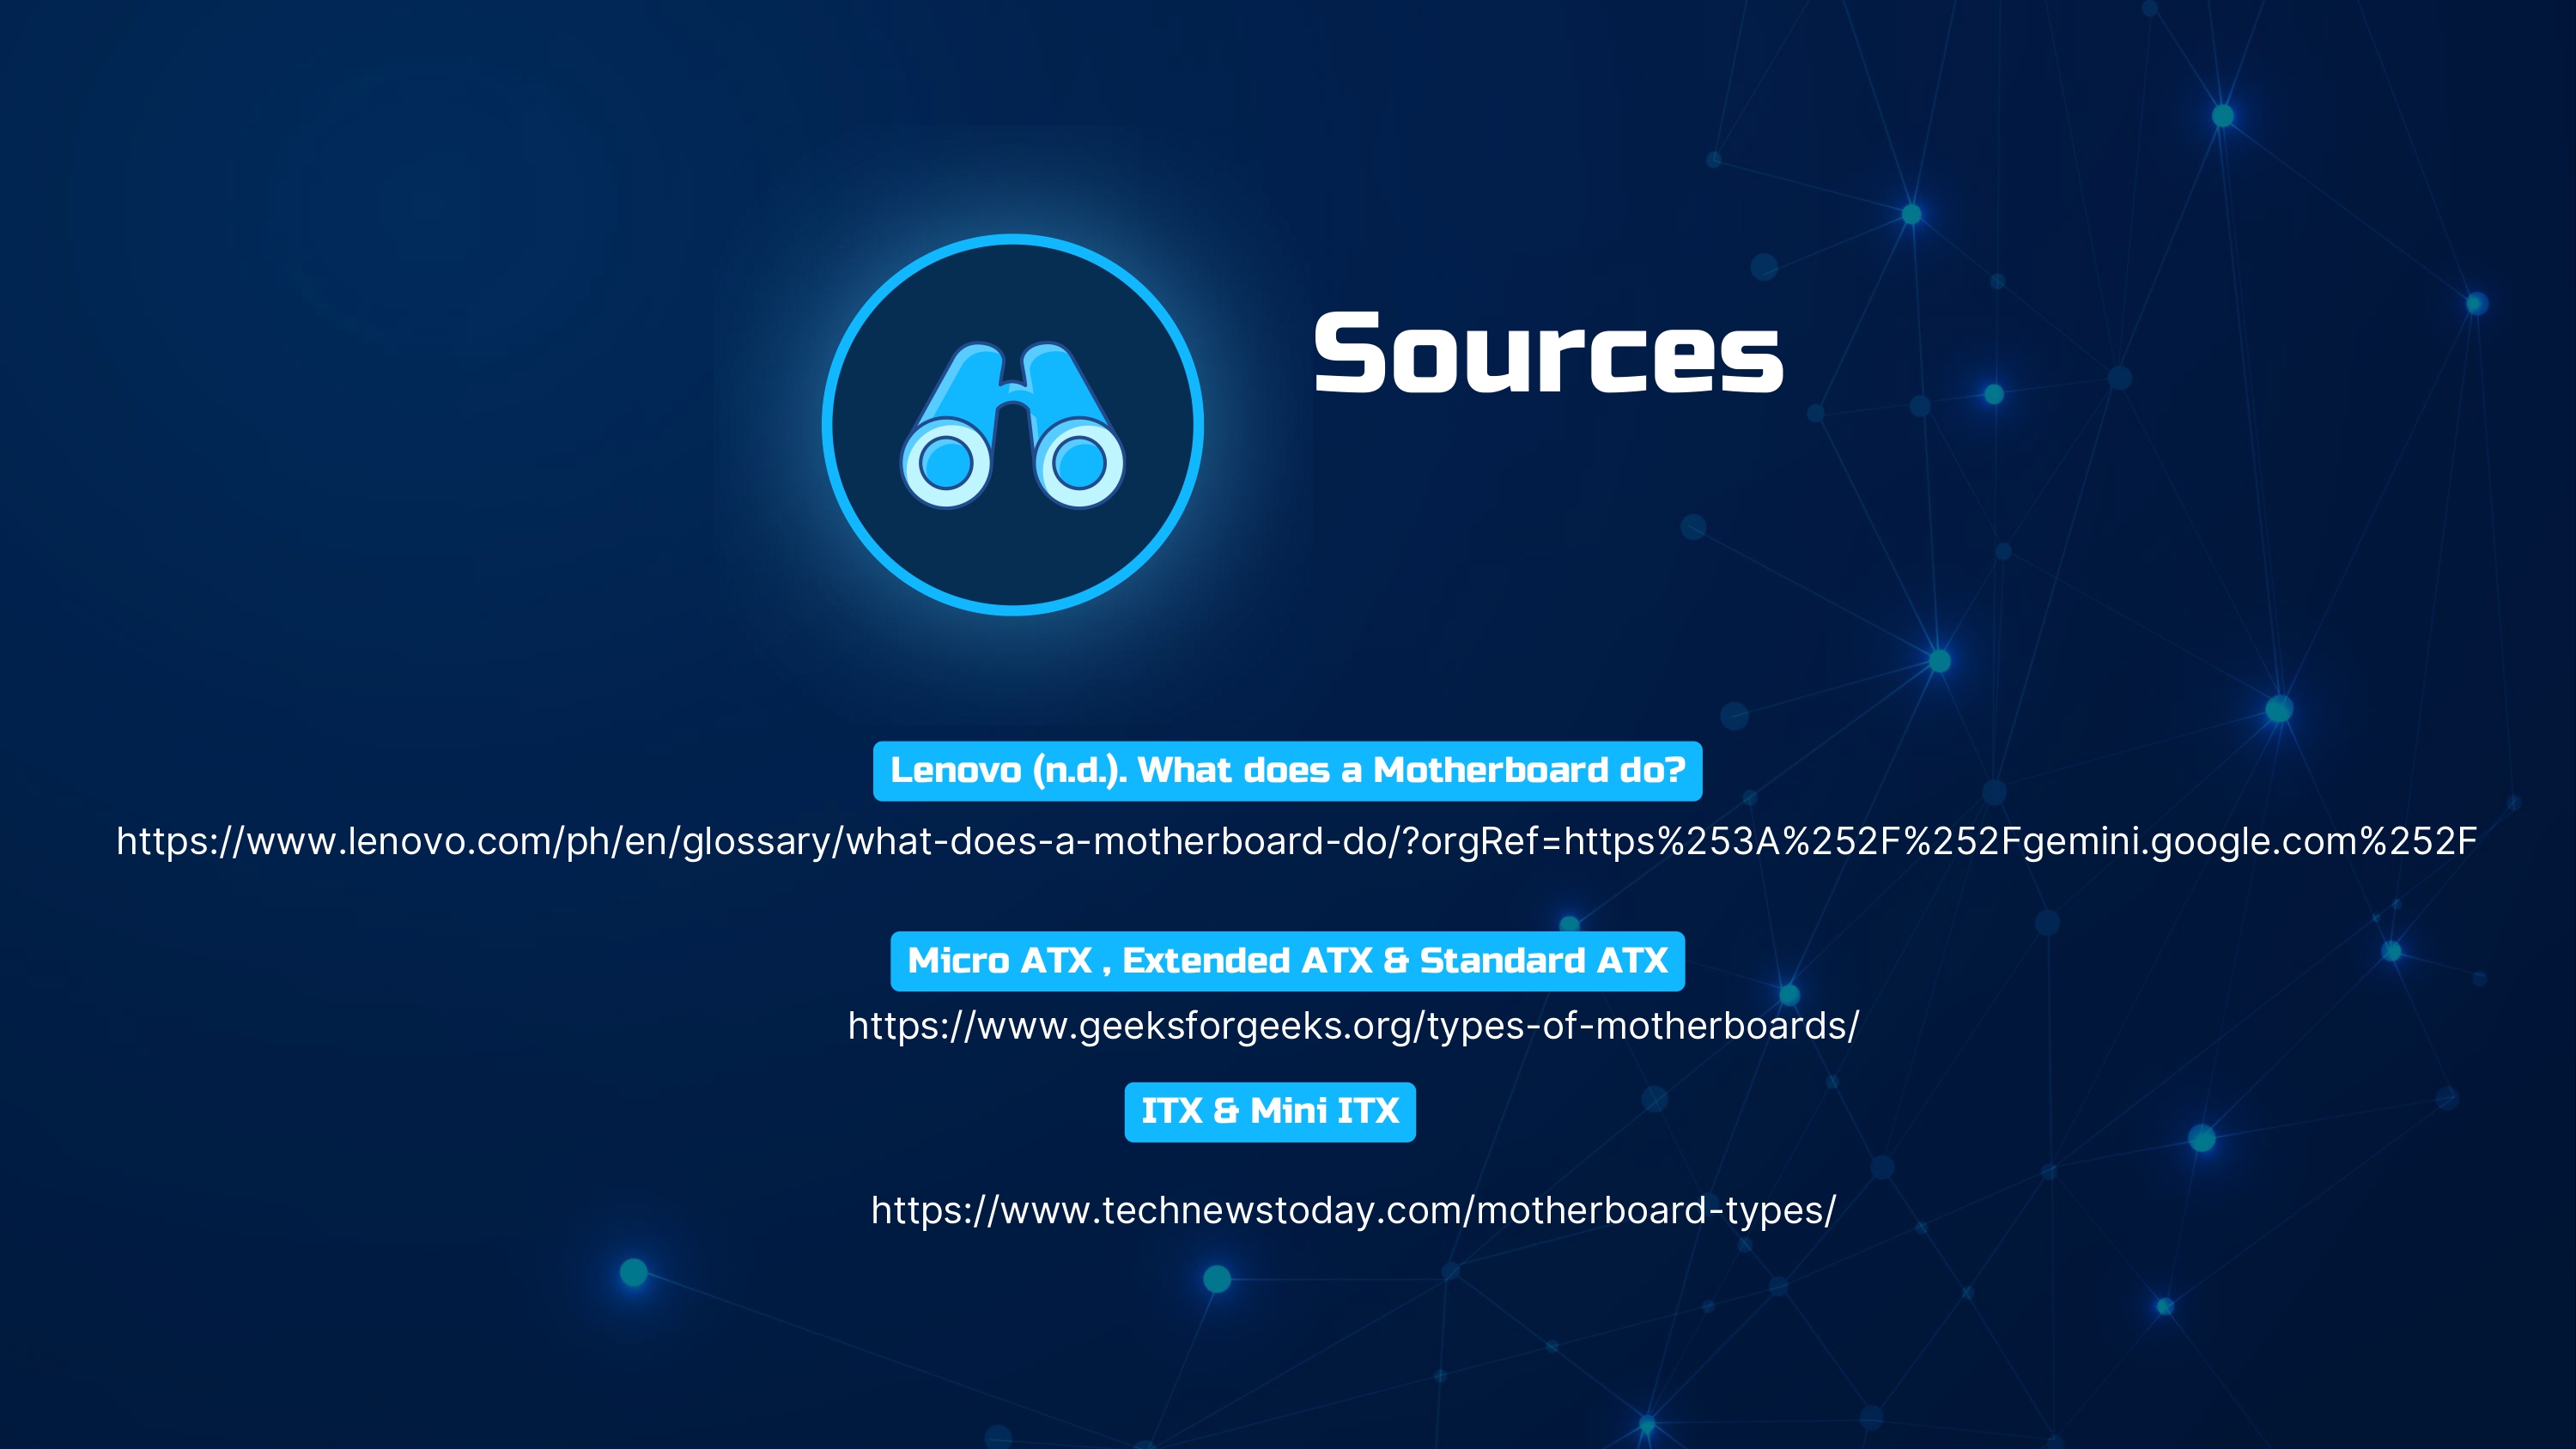 Sources
Lenovo (n.d.). What does a Motherboard do?
https://www.lenovo.com/ph/en/glossary/what-does-a-motherboard-do/?orgRef=https%253A%252F%252Fgemini.google.com%252F
Micro ATX , Extended ATX & Standard ATX
https://www.geeksforgeeks.org/types-of-motherboards/
ITX & Mini ITX
https://www.technewstoday.com/motherboard-types/